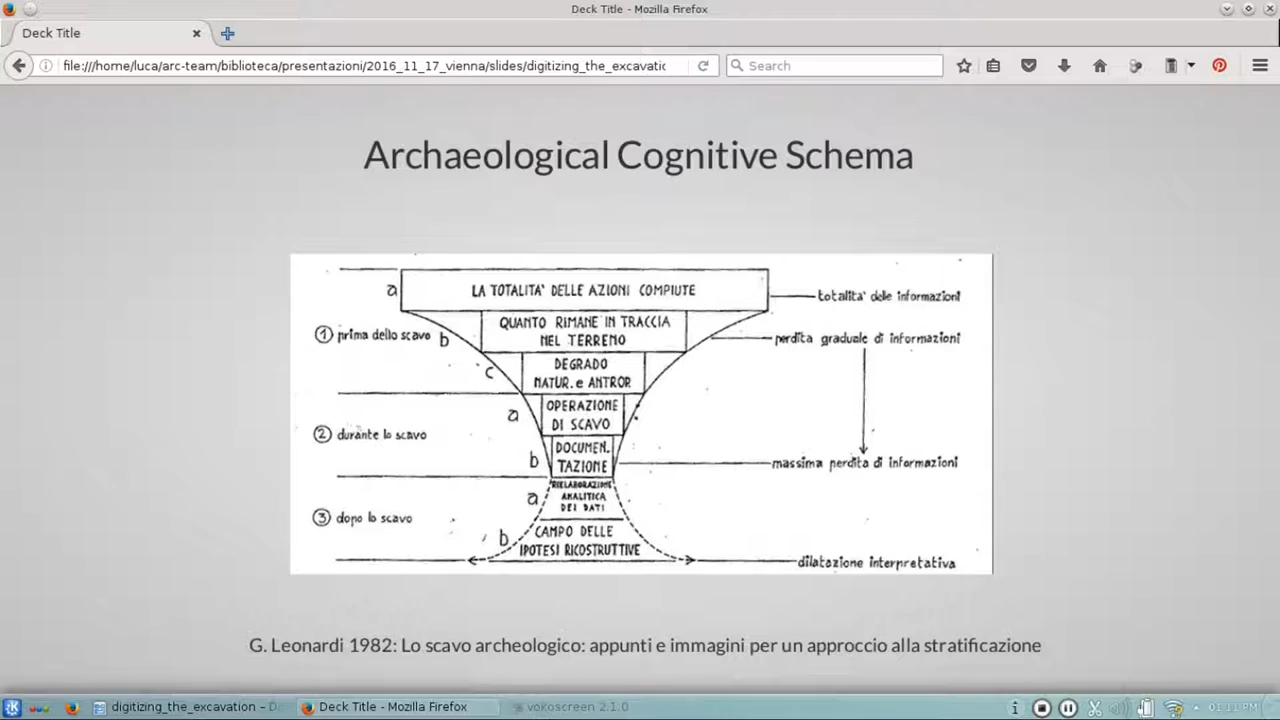 Deck Title - Mozilla Firefox
Deck Title
file:///home/luca/arc-team/biblioteca/presentazioni/2016_11_17_vienna/slides/digitizing_the_excavatio
Search
Archaeological Cognitive Schema
a
LA TOTALITA' DELLE AZIONI COMPIUTE
totalita' delle informazioni
1 prima dello scavo
b
QUANTO RIMANE IN TRACCIA
NEL TERRENO
perdita graduale di informazioni
c
DEGRADO
NATUR. e ANTROP.
a
OPERAZIONE
DI SCAVO
2 durante lo scavo
b
DOCUMEN.
TAZIONE
massima perdita di informazioni
a
RIELABORAZIONE
ANALITICA
DEI DATI
3 dopo lo scavo
b
CAMPO DELLE
IPOTESI RICOSTRUTTIVE
dilatazione interpretativa
G. Leonardi 1982: Lo scavo archeologico: appunti e immagini per un approccio alla stratificazione
digitizing_the_excavation – D
Deck Title - Mozilla Firefox
vokoscreen 2.1.0
01:11 PM